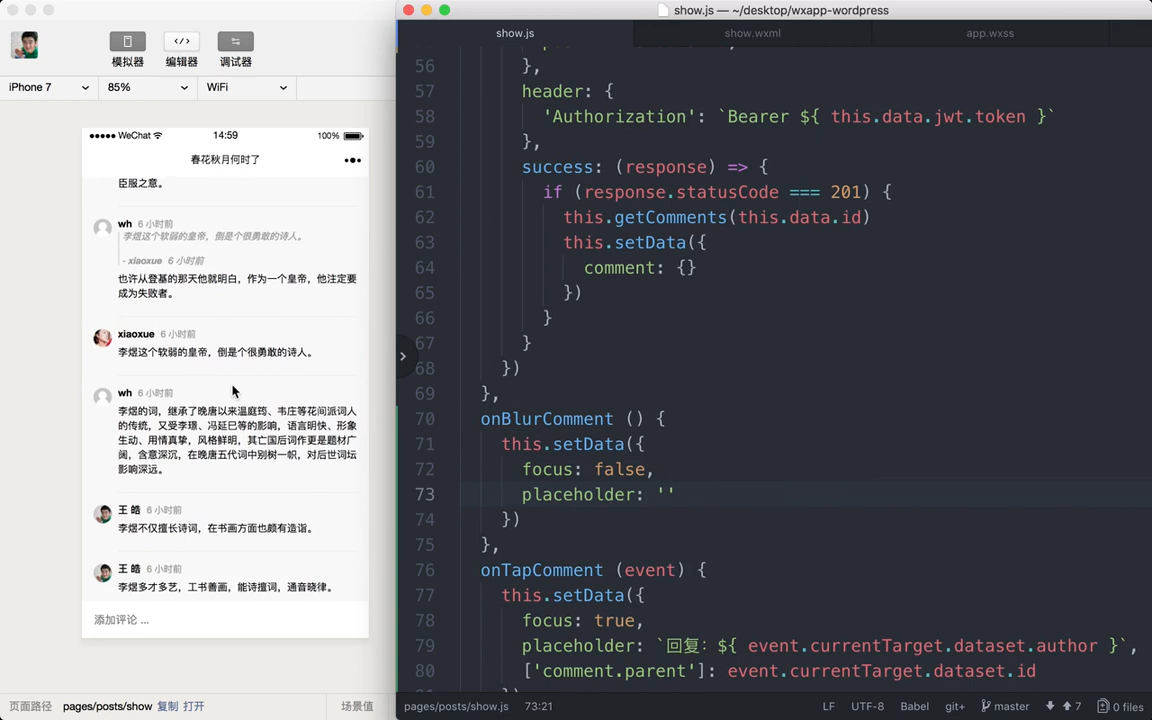 show.js — ~/desktop/wxapp-wordpress
模拟器
编辑器
调试器
iPhone 7
85%
WiFi
WeChat
14:59
100%
春花秋月何时了
臣服之意。
wh 6 小时前
李煜这个软弱的皇帝，倒是个很勇敢的诗人。
- xiaoxue 6 小时前
也许从登基的那天他就明白，作为一个皇帝，他注定要
成为失败者。
xiaoxue 6 小时前
李煜这个软弱的皇帝，倒是个很勇敢的诗人。
wh 6 小时前
李煜的词，继承了晚唐以来温庭筠、韦庄等花间派词人
的传统，又受李璟、冯延巳等的影响，语言明快、形象
生动、用情真挚，风格鲜明，其亡国后词作更是题材广
阔，含意深沉，在晚唐五代词中别树一帜，对后世词坛
影响深远。
王 皓 6 小时前
李煜不仅擅长诗词，在书画方面也颇有造诣。
王 皓 6 小时前
李煜多才多艺，工书善画，能诗擅词，通音晓律。
添加评论 ...
页面路径 pages/posts/show 复制 打开 场景值
show.js
show.wxml
app.wxss
56 },
57 header: {
58 'Authorization': `Bearer ${ this.data.jwt.token }`
59 },
60 success: (response) => {
61 if (response.statusCode === 201) {
62 this.getComments(this.data.id)
63 this.setData({
64 comment: {}
65 })
66 }
67 }
68 })
69 },
70 onBlurComment () {
71 this.setData({
72 focus: false,
73 placeholder: ''
74 })
75 },
76 onTapComment (event) {
77 this.setData({
78 focus: true,
79 placeholder: `回复：${ event.currentTarget.dataset.author }`,
80 ['comment.parent']: event.currentTarget.dataset.id
pages/posts/show.js 73:21 LF UTF-8 Babel git+ master 7 0 files